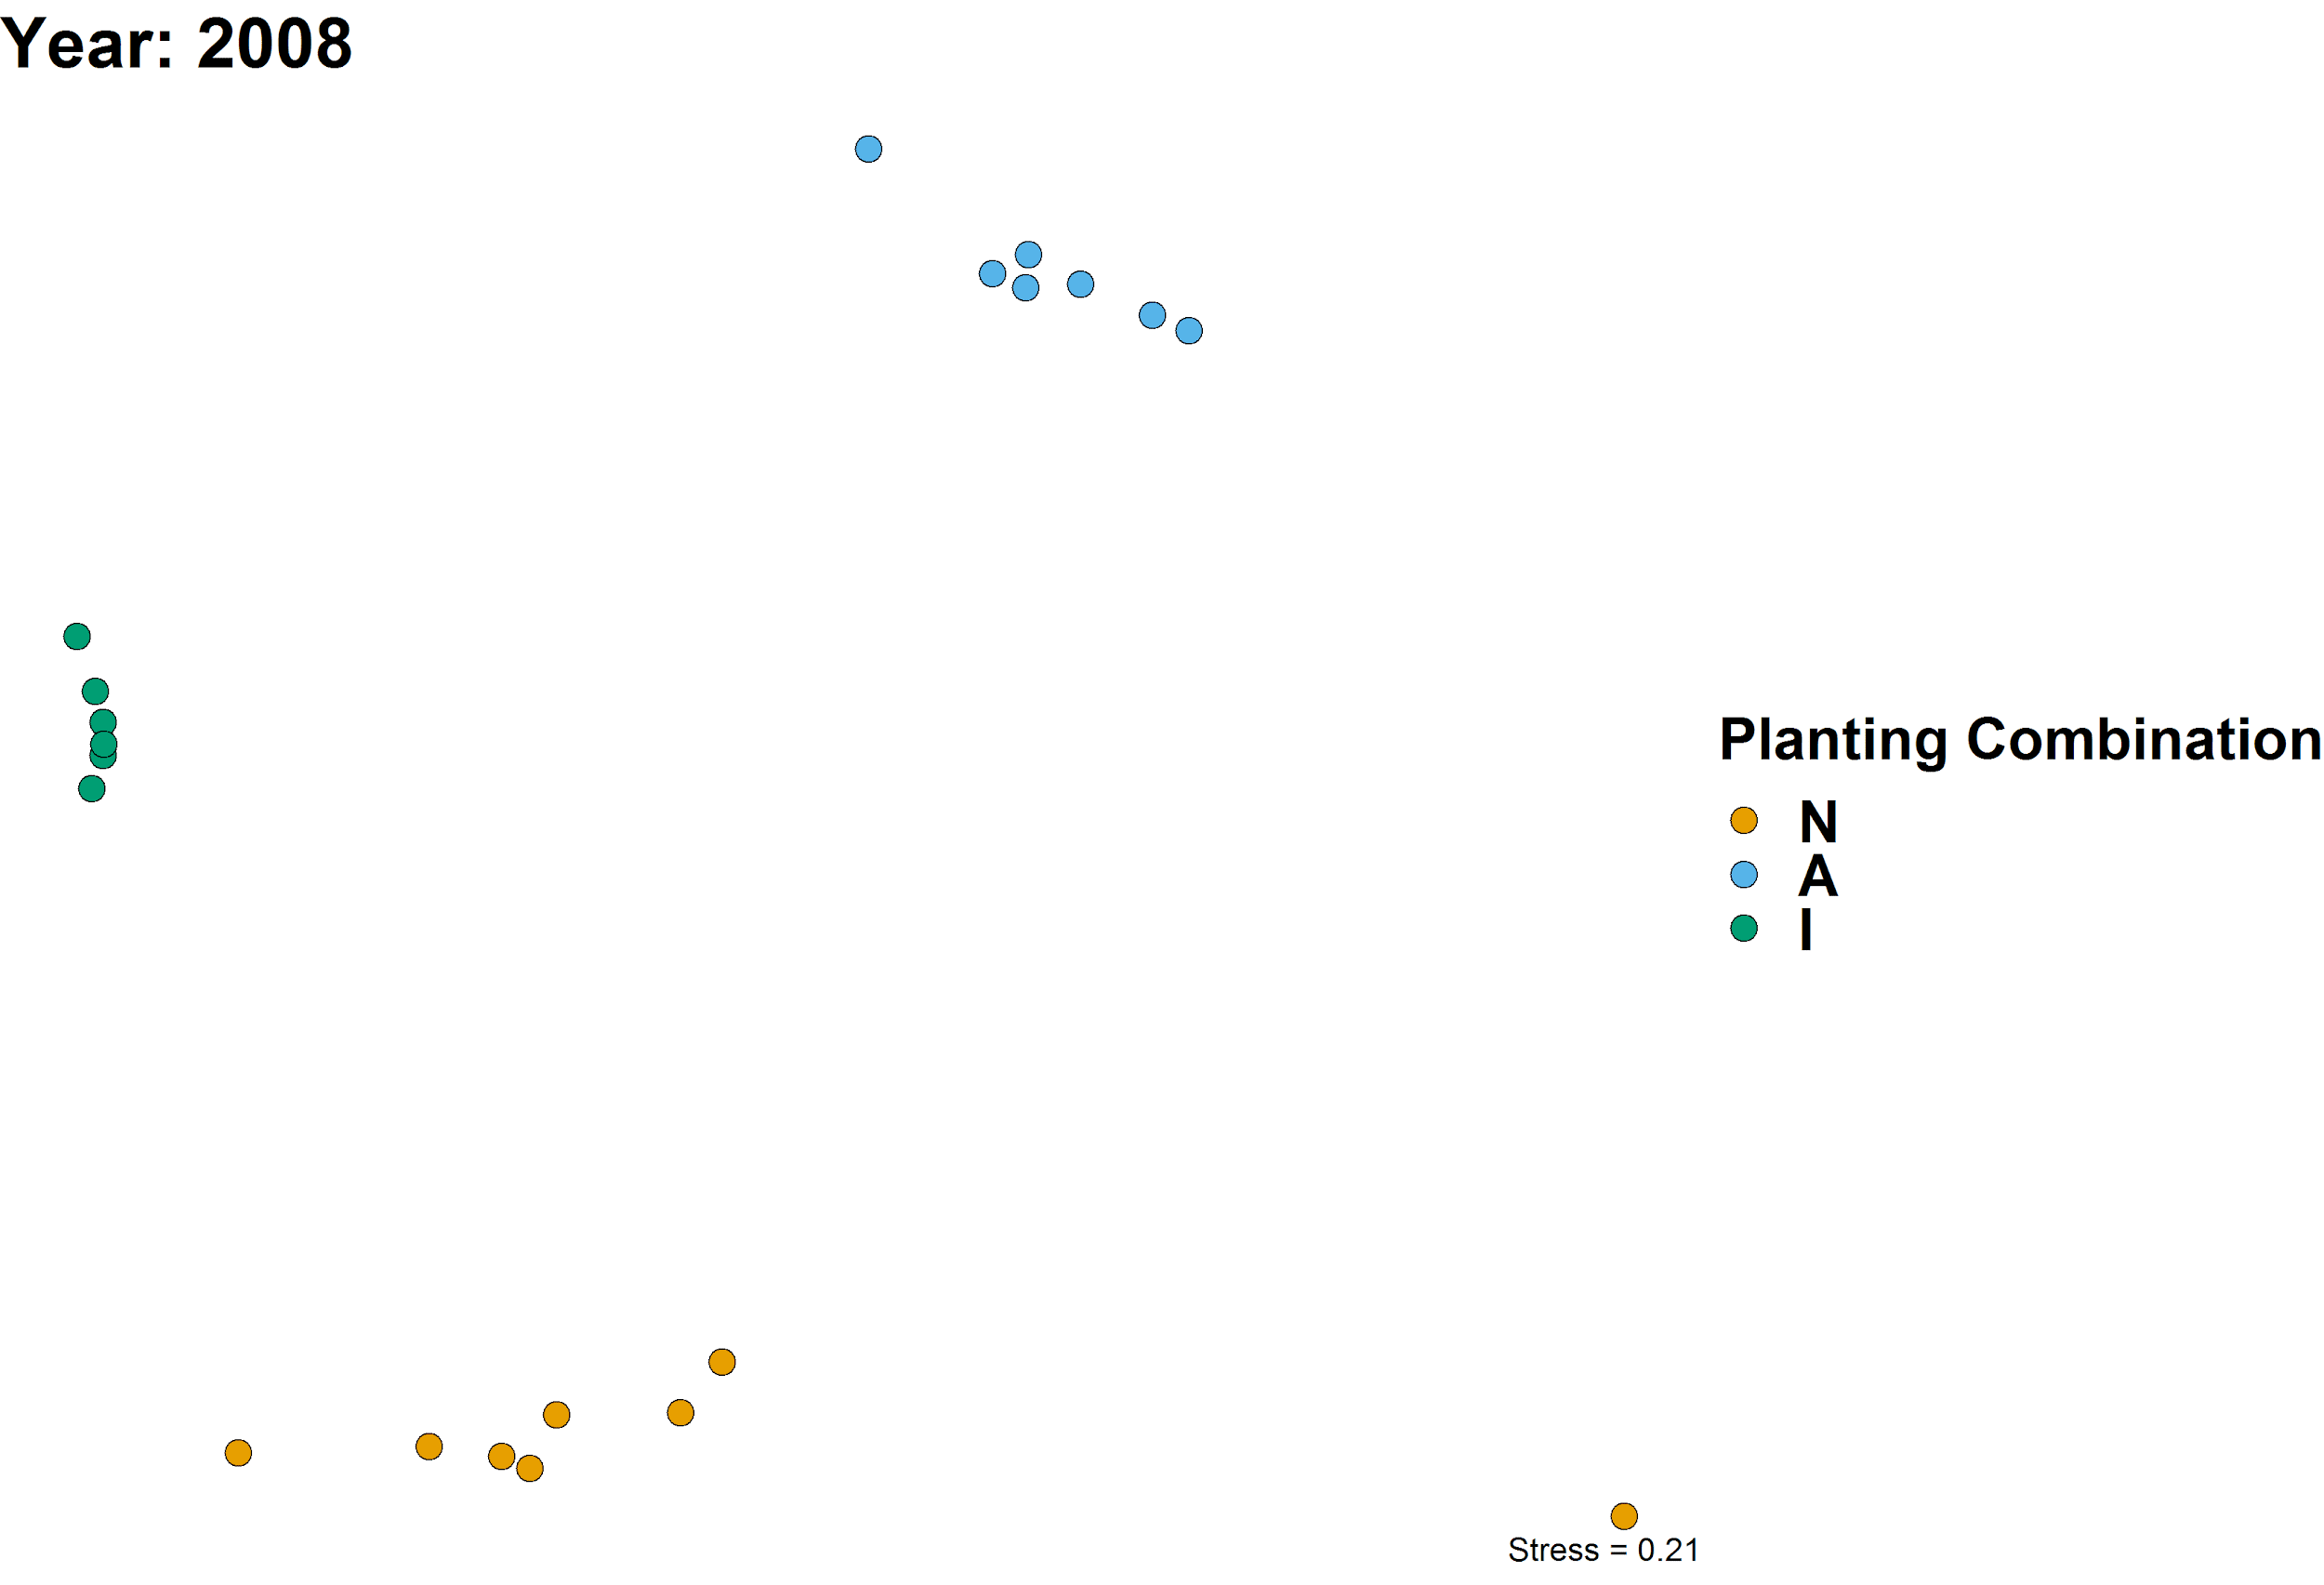 Year: 2008
Planting Combination
N
A
I
Stress = 0.21